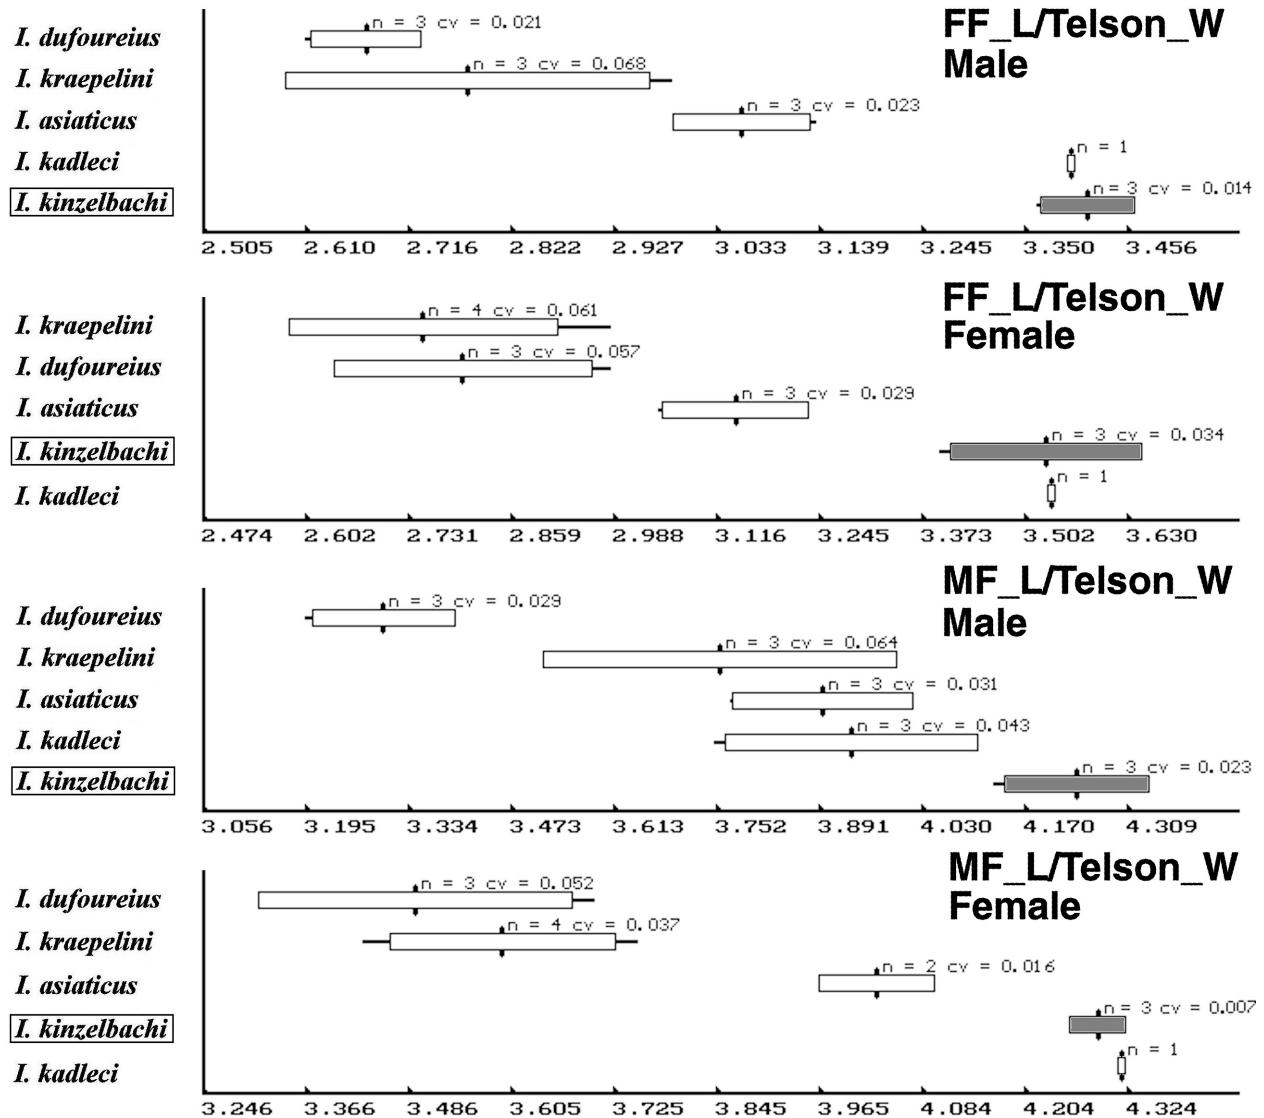 FF_L/Telson_W
Male
I. dufoureius n = 3 cv = 0.021
I. kraepelini n = 3 cv = 0.068
I. asiaticus n = 3 cv = 0.023
I. kadleci n = 1
I. kinzelbachi n = 3 cv = 0.014
2.505 2.610 2.716 2.822 2.927 3.033 3.139 3.245 3.350 3.456
FF_L/Telson_W
Female
I. kraepelini n = 4 cv = 0.061
I. dufoureius n = 3 cv = 0.057
I. asiaticus n = 3 cv = 0.029
I. kinzelbachi n = 3 cv = 0.034
I. kadleci n = 1
2.474 2.602 2.731 2.859 2.988 3.116 3.245 3.373 3.502 3.630
MF_L/Telson_W
Male
I. dufoureius n = 3 cv = 0.029
I. kraepelini n = 3 cv = 0.064
I. asiaticus n = 3 cv = 0.031
I. kadleci n = 3 cv = 0.043
I. kinzelbachi n = 3 cv = 0.023
3.056 3.195 3.334 3.473 3.613 3.752 3.891 4.030 4.170 4.309
MF_L/Telson_W
Female
I. dufoureius n = 3 cv = 0.052
I. kraepelini n = 4 cv = 0.037
I. asiaticus n = 2 cv = 0.016
I. kinzelbachi n = 3 cv = 0.007
I. kadleci n = 1
3.246 3.366 3.486 3.605 3.725 3.845 3.965 4.084 4.204 4.324